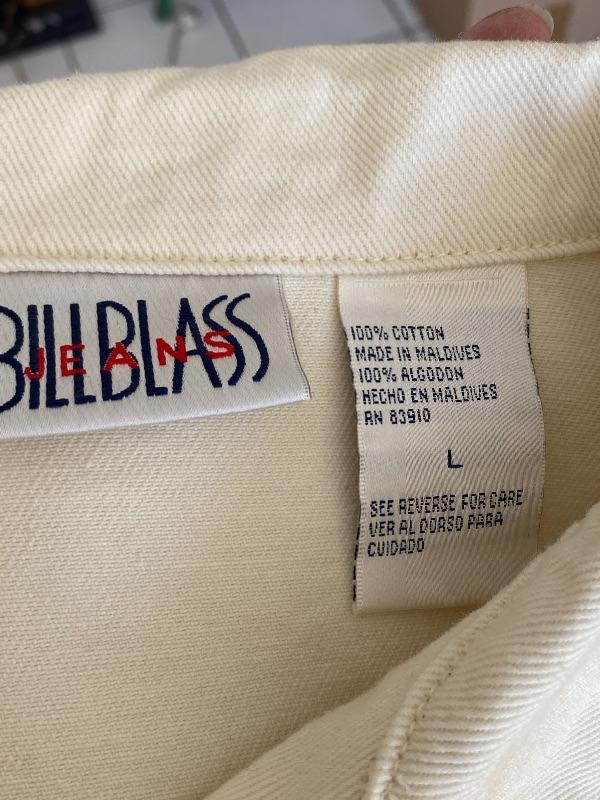 BILLBLASS
JEANS
100% COTTON
MADE IN MALDIVES
100% ALGODON
HECHO EN MALDIVES
RN 83910
L
SEE REVERSE FOR CARE
VER AL DORSO PARA
CUIDADO